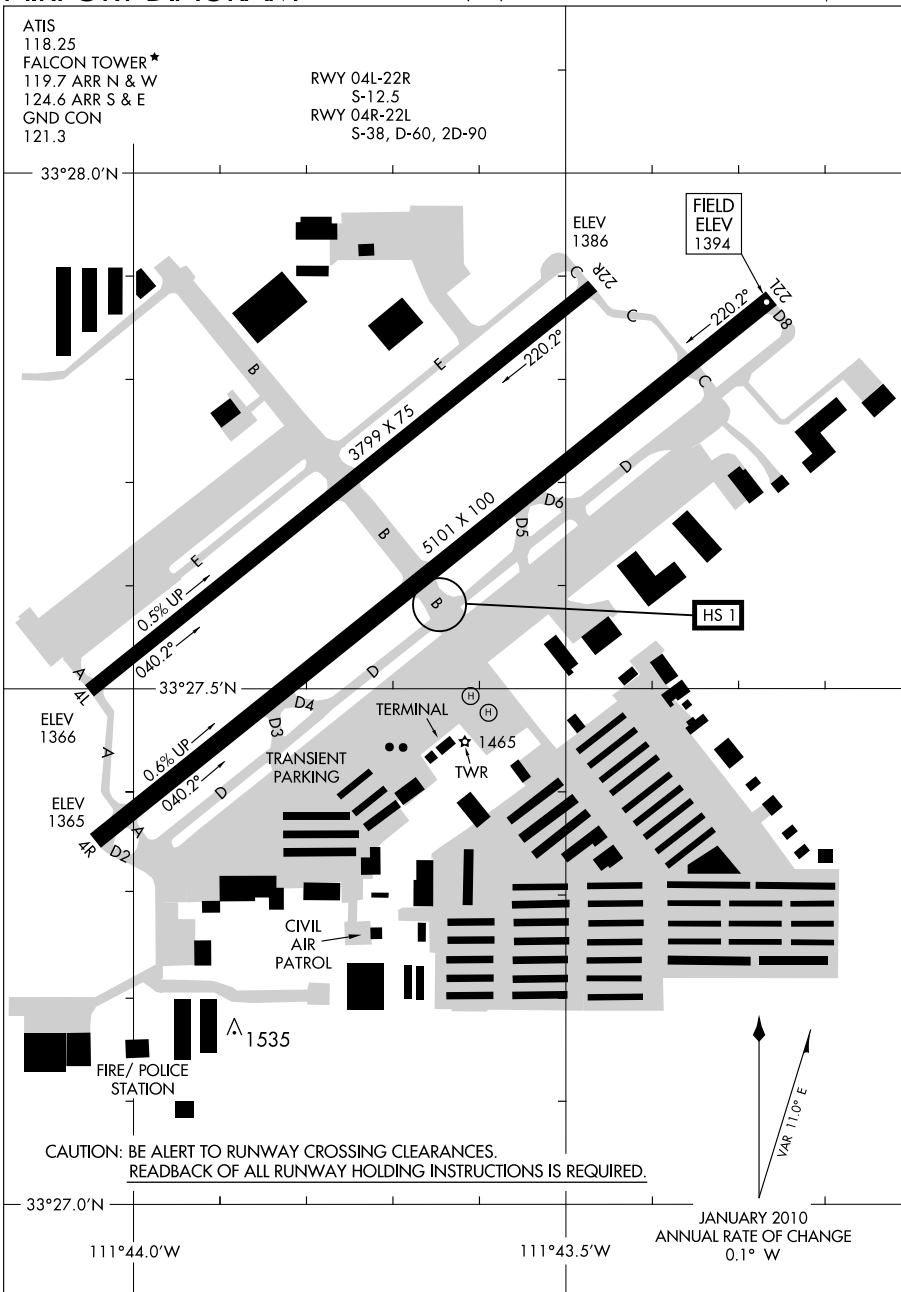 ATIS
118.25
FALCON TOWER★
119.7 ARR N & W
124.6 ARR S & E
GND CON
121.3
RWY 04L-22R
S-12.5
RWY 04R-22L
S-38, D-60, 2D-90
33°28.0'N
ELEV
1386
FIELD
ELEV
1394
C
22R
22L
D8
C
220.2°
220.2°
B
E
C
3799 X 75
D
D6
5101 X 100
D5
B
E
B
HS 1
0.5% UP
040.2°
A
4L
33°27.5'N
D
H
H
D4
TERMINAL
ELEV
1366
D3
1465
TWR
A
0.6% UP
TRANSIENT
PARKING
040.2°
D
ELEV
1365
A
4R
D2
CIVIL
AIR
PATROL
1535
FIRE/ POLICE
STATION
VAR 11.0° E
CAUTION: BE ALERT TO RUNWAY CROSSING CLEARANCES.
READBACK OF ALL RUNWAY HOLDING INSTRUCTIONS IS REQUIRED.
33°27.0'N
JANUARY 2010
ANNUAL RATE OF CHANGE
0.1° W
111°44.0'W
111°43.5'W